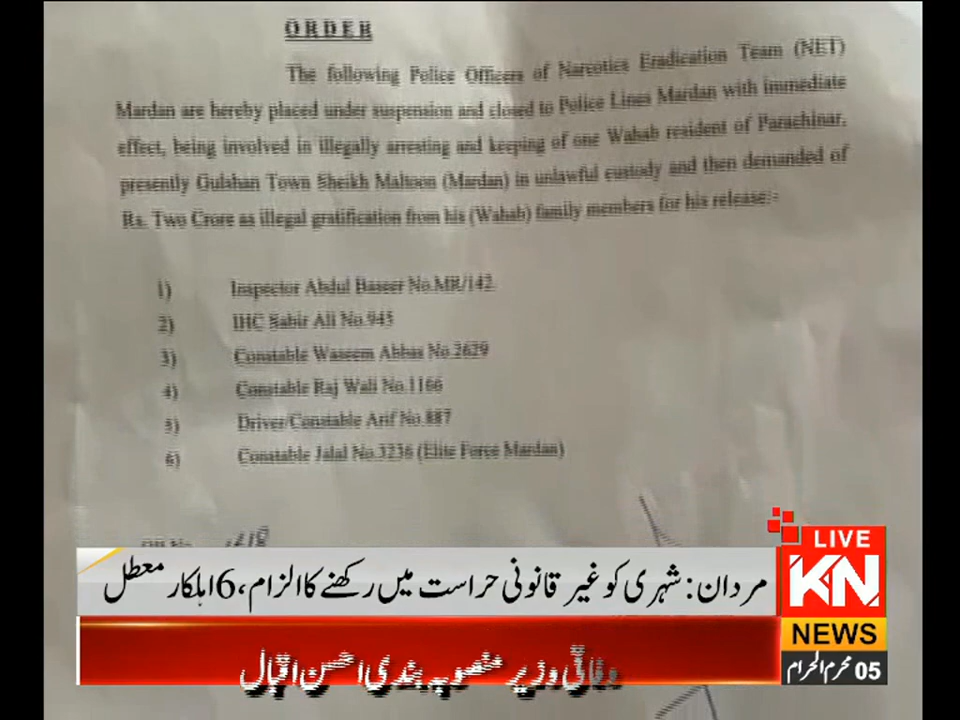 ORDER
The following Police Officers of Narcotics Eradication Team (NET)
Mardan are hereby placed under suspension and closed to Police Lines Mardan with immediate
effect, being involved in illegally arresting and keeping of one Wahab resident of Parachinar,
presently Gulshan Town Sheikh Maltoon (Mardan) in unlawful custody and then demanded of
Rs. Two Crore as illegal gratification from his (Wahab) family members for his release:-
1) Inspector Abdul Baseer No.MR/142
2) IHC Sabir Ali No.945
3) Constable Waseem Abbas No.2629
4) Constable Raj Wali No.1166
5) Driver/Constable Arif No.887
6) Constable Jalal No.3236 (Elite Force Mardan)
OB No.
LIVE
مردان: شہری کو غیر قانونی حراست میں رکھنے کا الزام، 6 اہلکار معطل
KN
NEWS
وفاقی وزیر منصوبہ بندی احسن اقبال
05 محرم الحرام